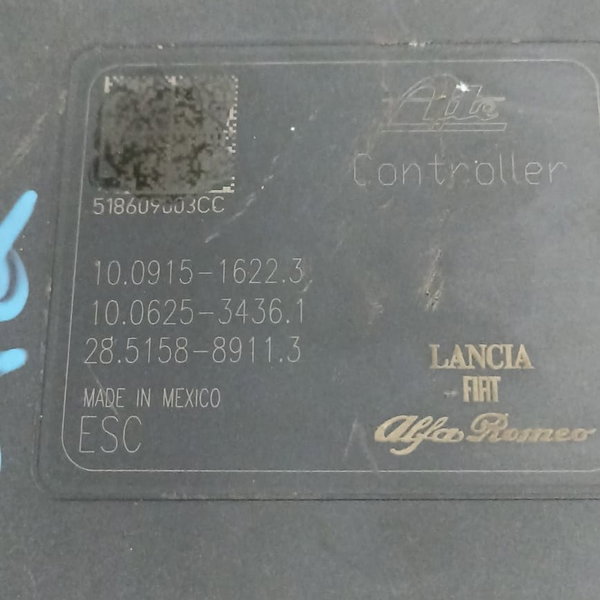 Ate
Controller
518609003CC
10.0915-1622.3
10.0625-3436.1
28.5158-8911.3
MADE IN MEXICO
ESC
LANCIA
FIAT
Alfa Romeo